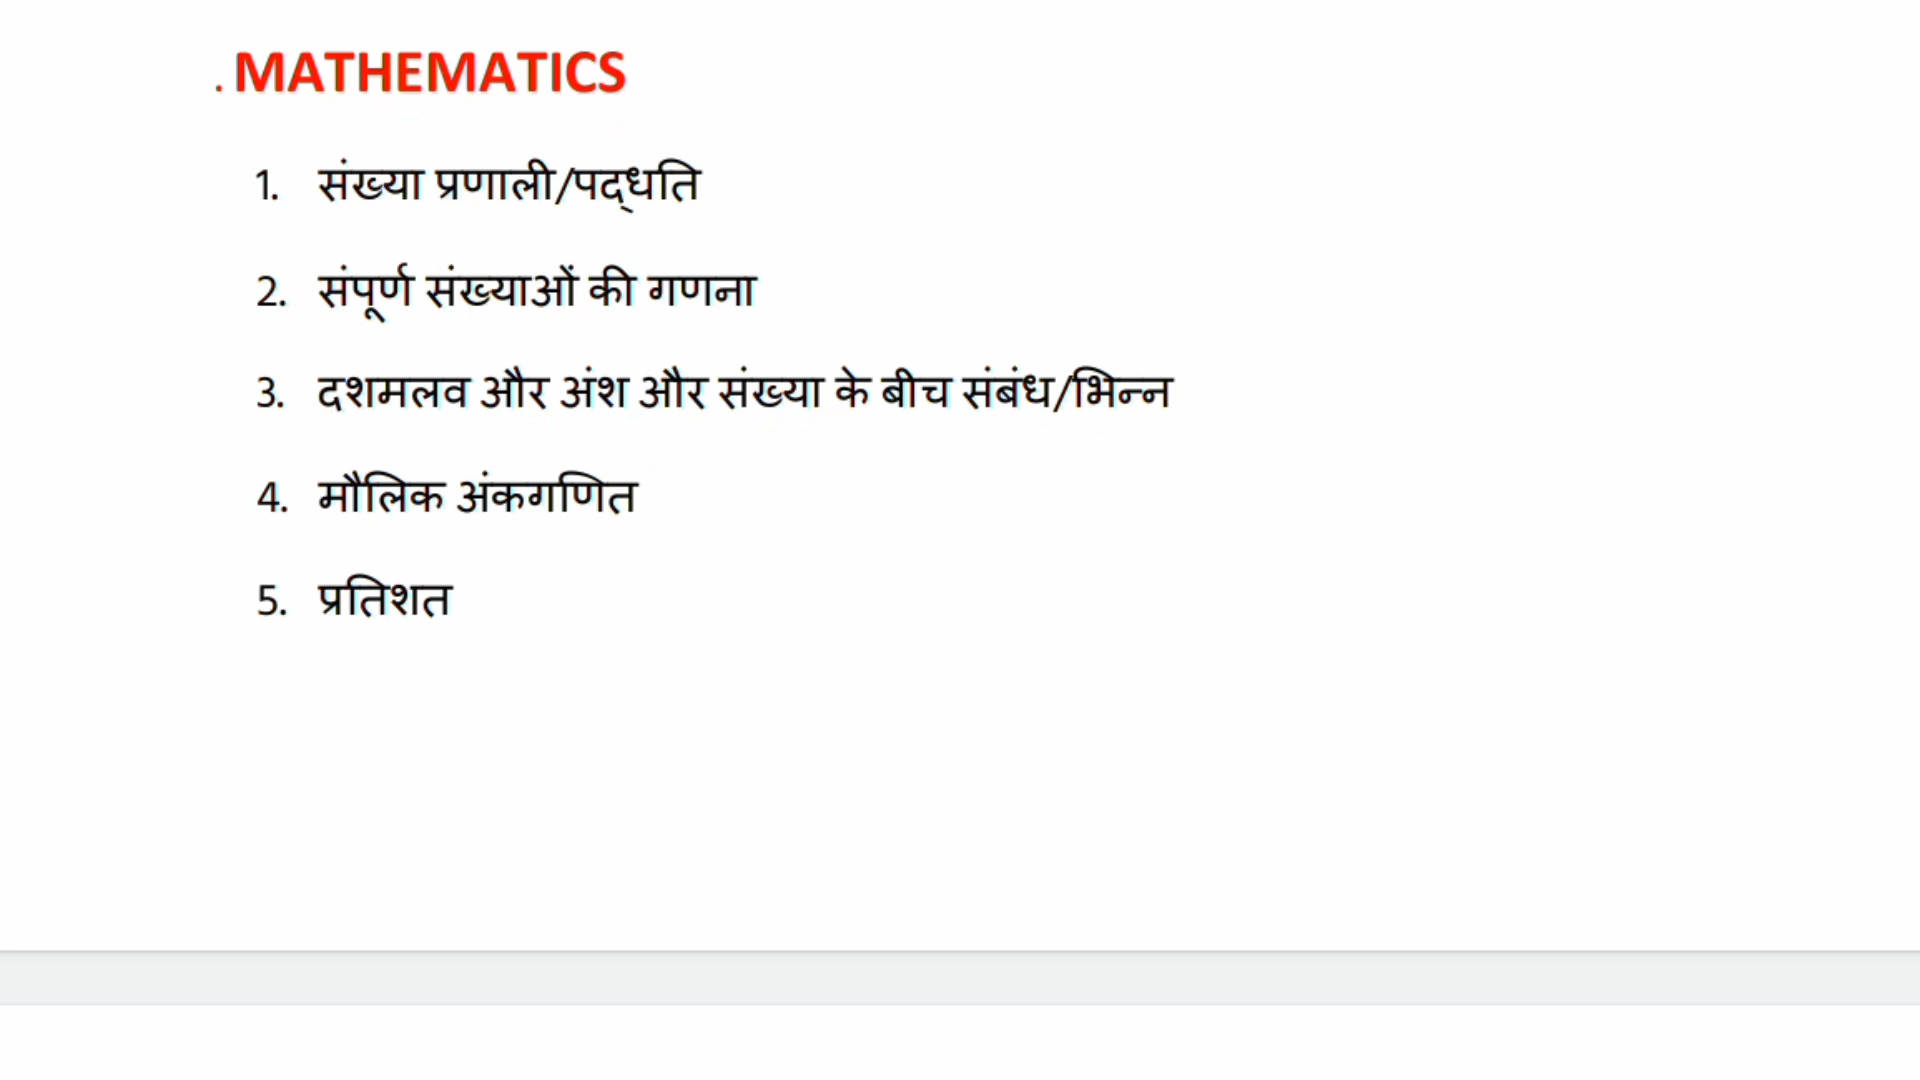 . MATHEMATICS
1. संख्या प्रणाली/पद्धति
2. संपूर्ण संख्याओं की गणना
3. दशमलव और अंश और संख्या के बीच संबंध/भिन्न
4. मौलिक अंकगणित
5. प्रतिशत